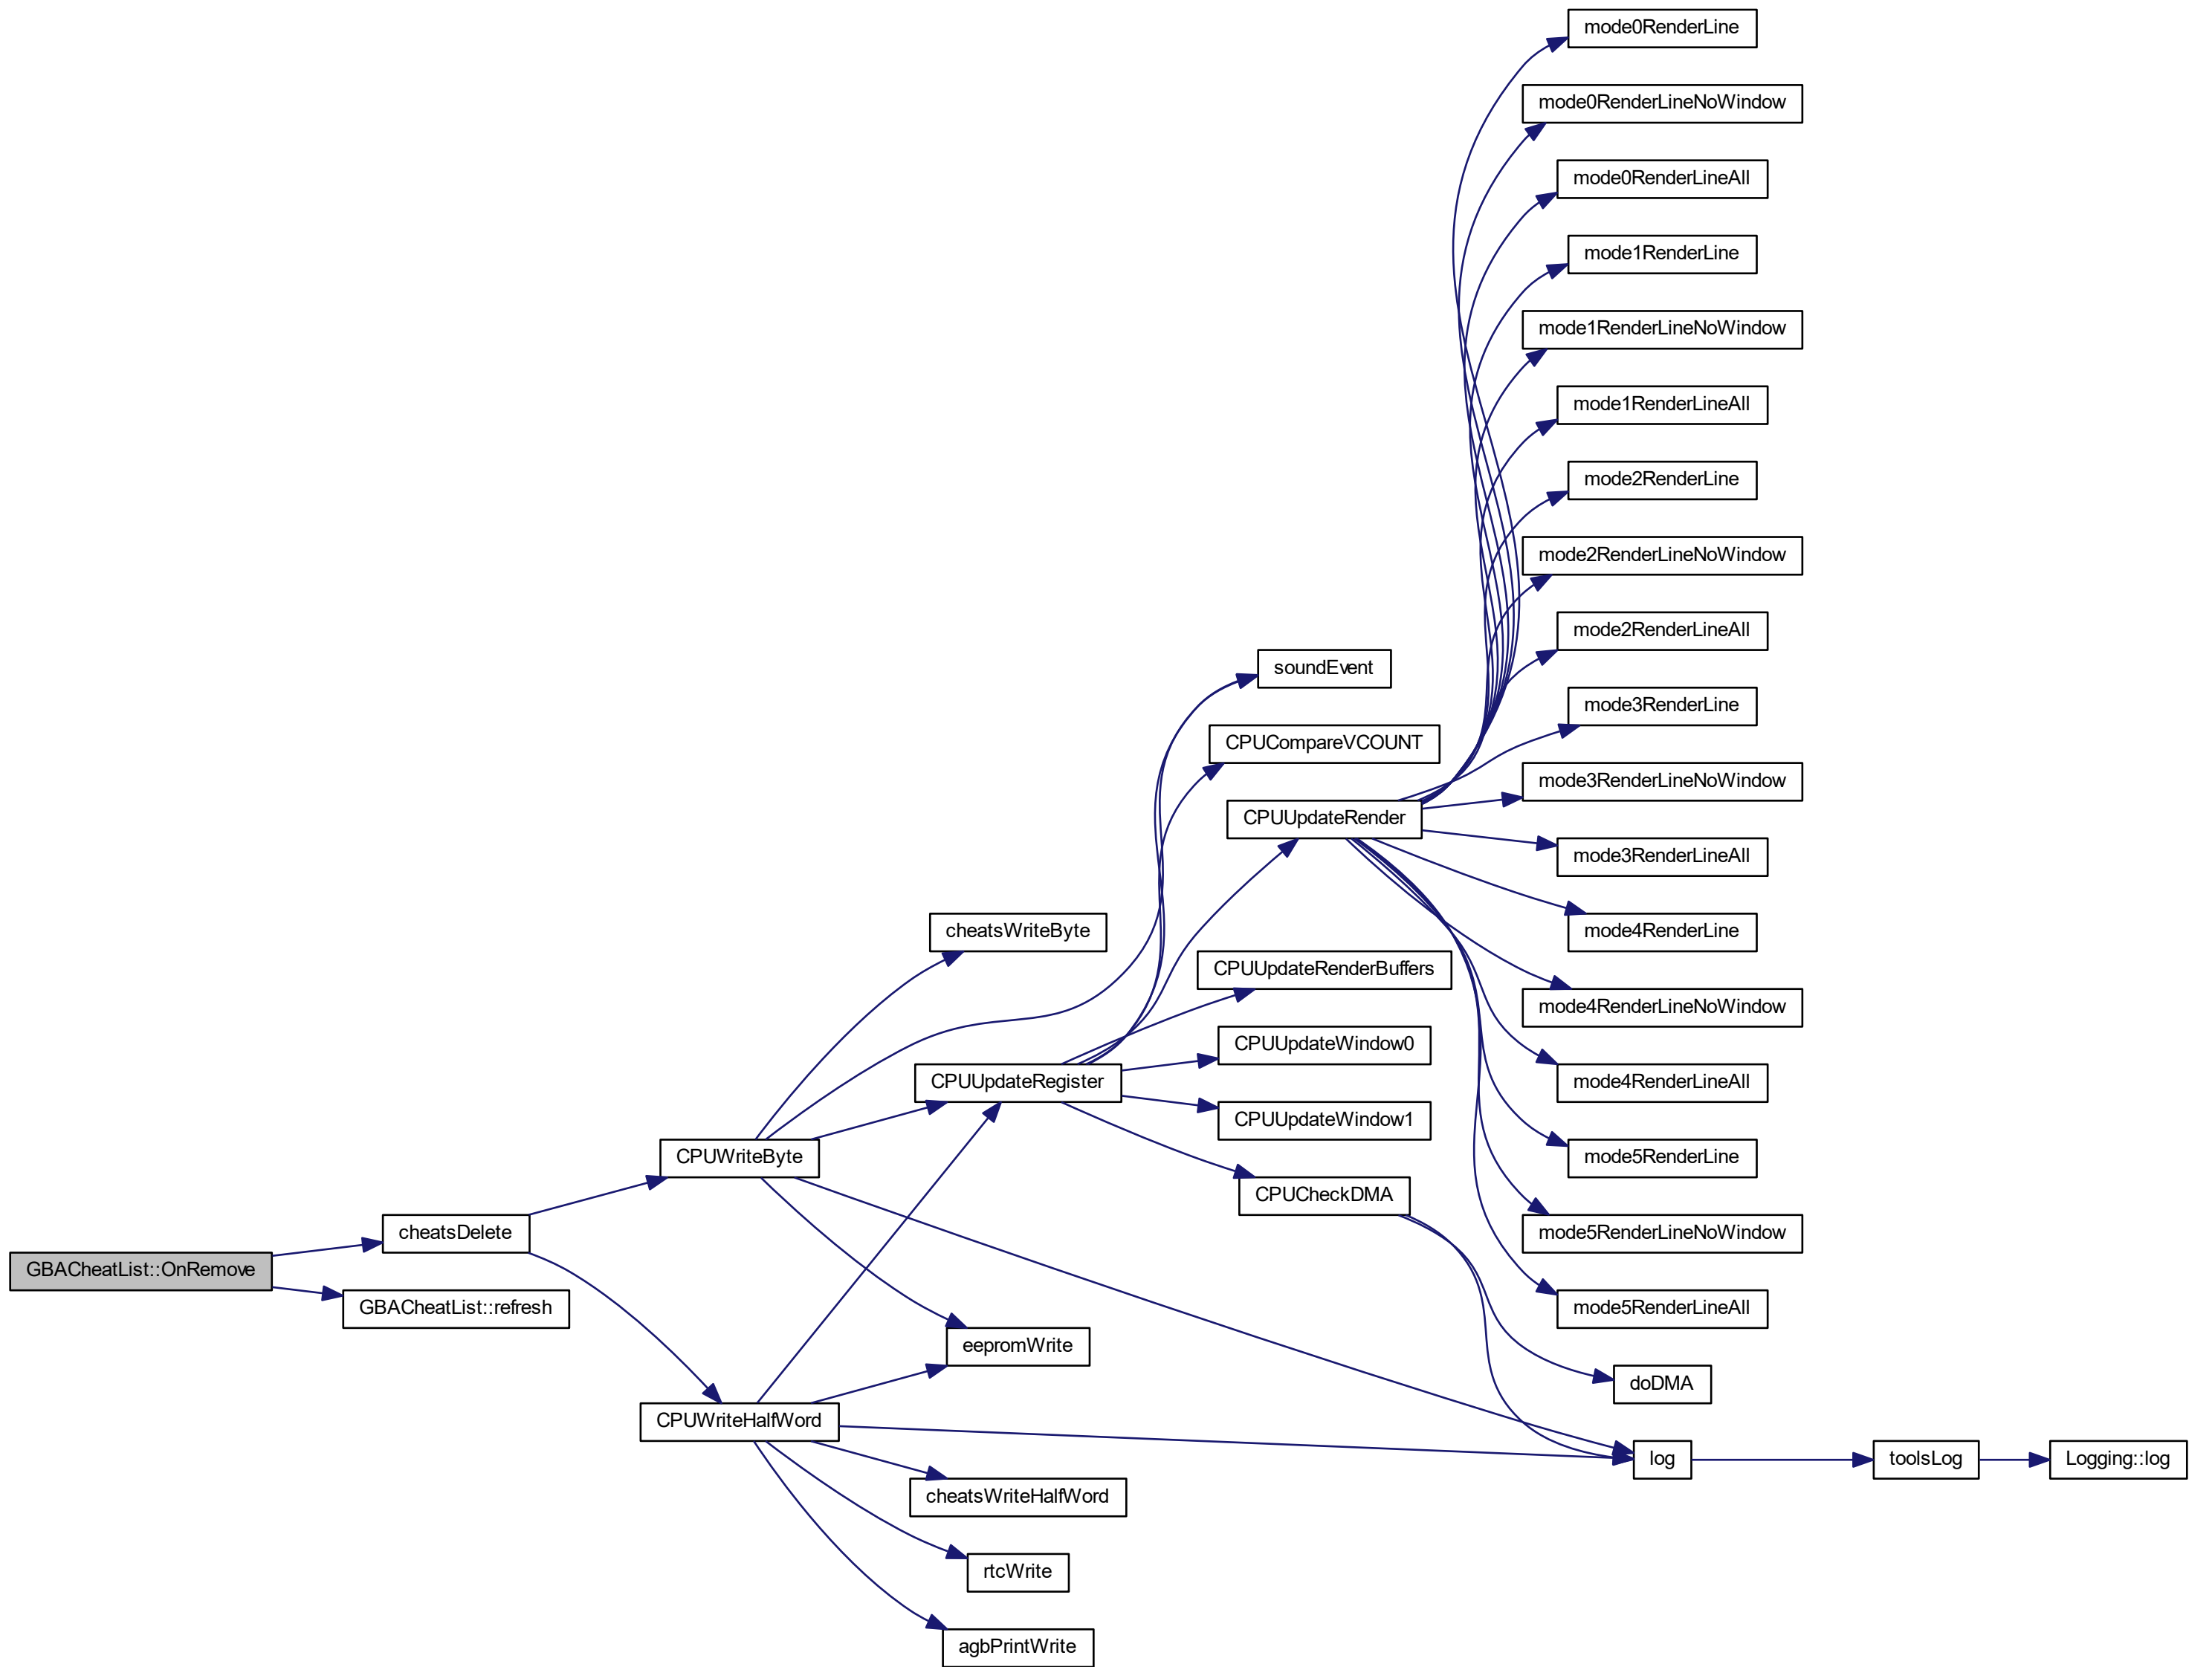 GBACheatList::OnRemove
cheatsDelete
GBACheatList::refresh
CPUWriteByte
CPUWriteHalfWord
cheatsWriteByte
CPUUpdateRegister
eepromWrite
cheatsWriteHalfWord
rtcWrite
agbPrintWrite
soundEvent
CPUCompareVCOUNT
CPUUpdateRender
CPUUpdateRenderBuffers
CPUUpdateWindow0
CPUUpdateWindow1
CPUCheckDMA
mode0RenderLine
mode0RenderLineNoWindow
mode0RenderLineAll
mode1RenderLine
mode1RenderLineNoWindow
mode1RenderLineAll
mode2RenderLine
mode2RenderLineNoWindow
mode2RenderLineAll
mode3RenderLine
mode3RenderLineNoWindow
mode3RenderLineAll
mode4RenderLine
mode4RenderLineNoWindow
mode4RenderLineAll
mode5RenderLine
mode5RenderLineNoWindow
mode5RenderLineAll
doDMA
log
toolsLog
Logging::log